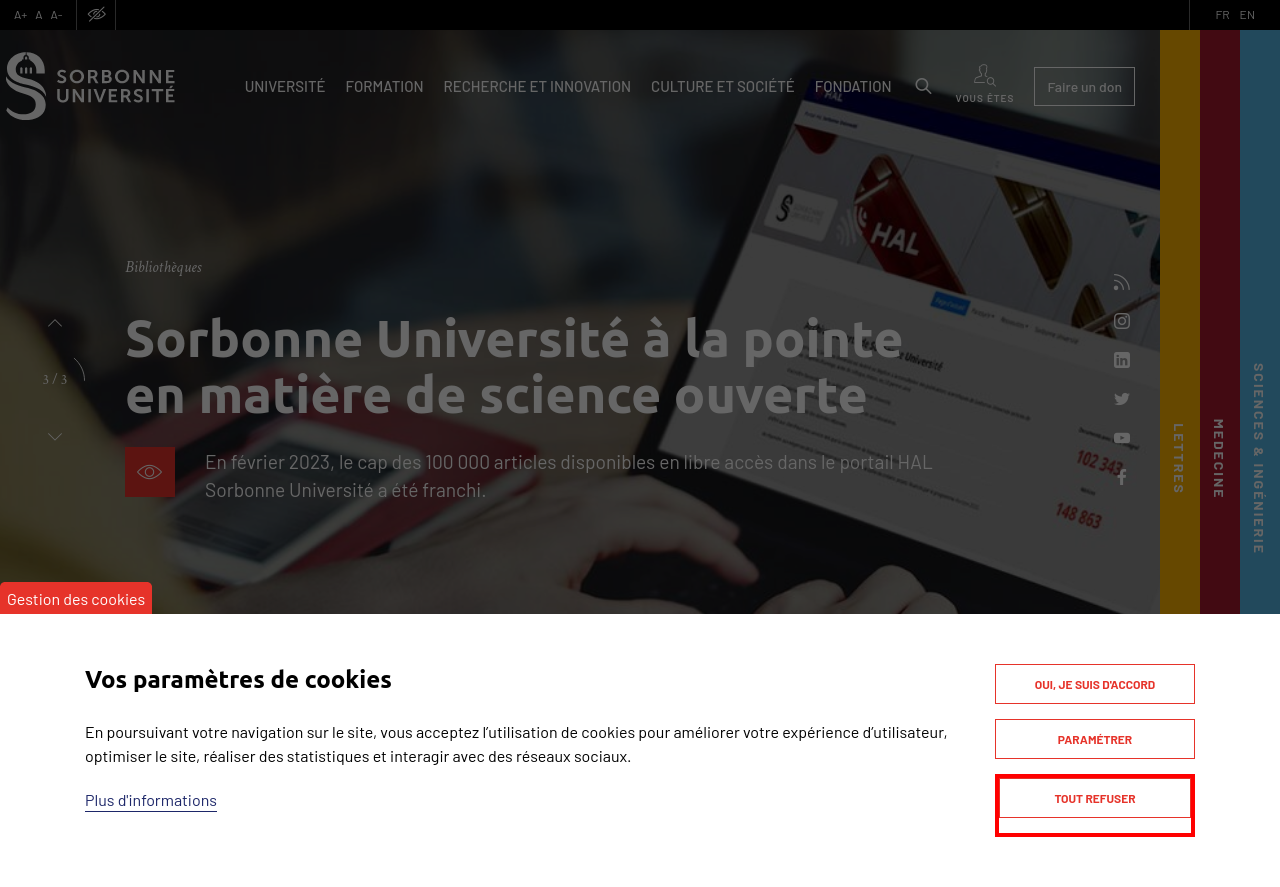 A+ A A-
FR EN
SORBONNE
UNIVERSITÉ
UNIVERSITÉ FORMATION RECHERCHE ET INNOVATION CULTURE ET SOCIÉTÉ FONDATION
VOUS ÊTES
Faire un don
HAL
Bibliothèques
Sorbonne Université à la pointe
en matière de science ouverte
3 / 3
En février 2023, le cap des 100 000 articles disponibles en libre accès dans le portail HAL
Sorbonne Université a été franchi.
102 343
148 863
LETTRES
MEDECINE
SCIENCES & INGÉNIERIE
Gestion des cookies
Vos paramètres de cookies
En poursuivant votre navigation sur le site, vous acceptez l’utilisation de cookies pour améliorer votre expérience d’utilisateur,
optimiser le site, réaliser des statistiques et interagir avec des réseaux sociaux.
Plus d'informations
OUI, JE SUIS D'ACCORD
PARAMÉTRER
TOUT REFUSER